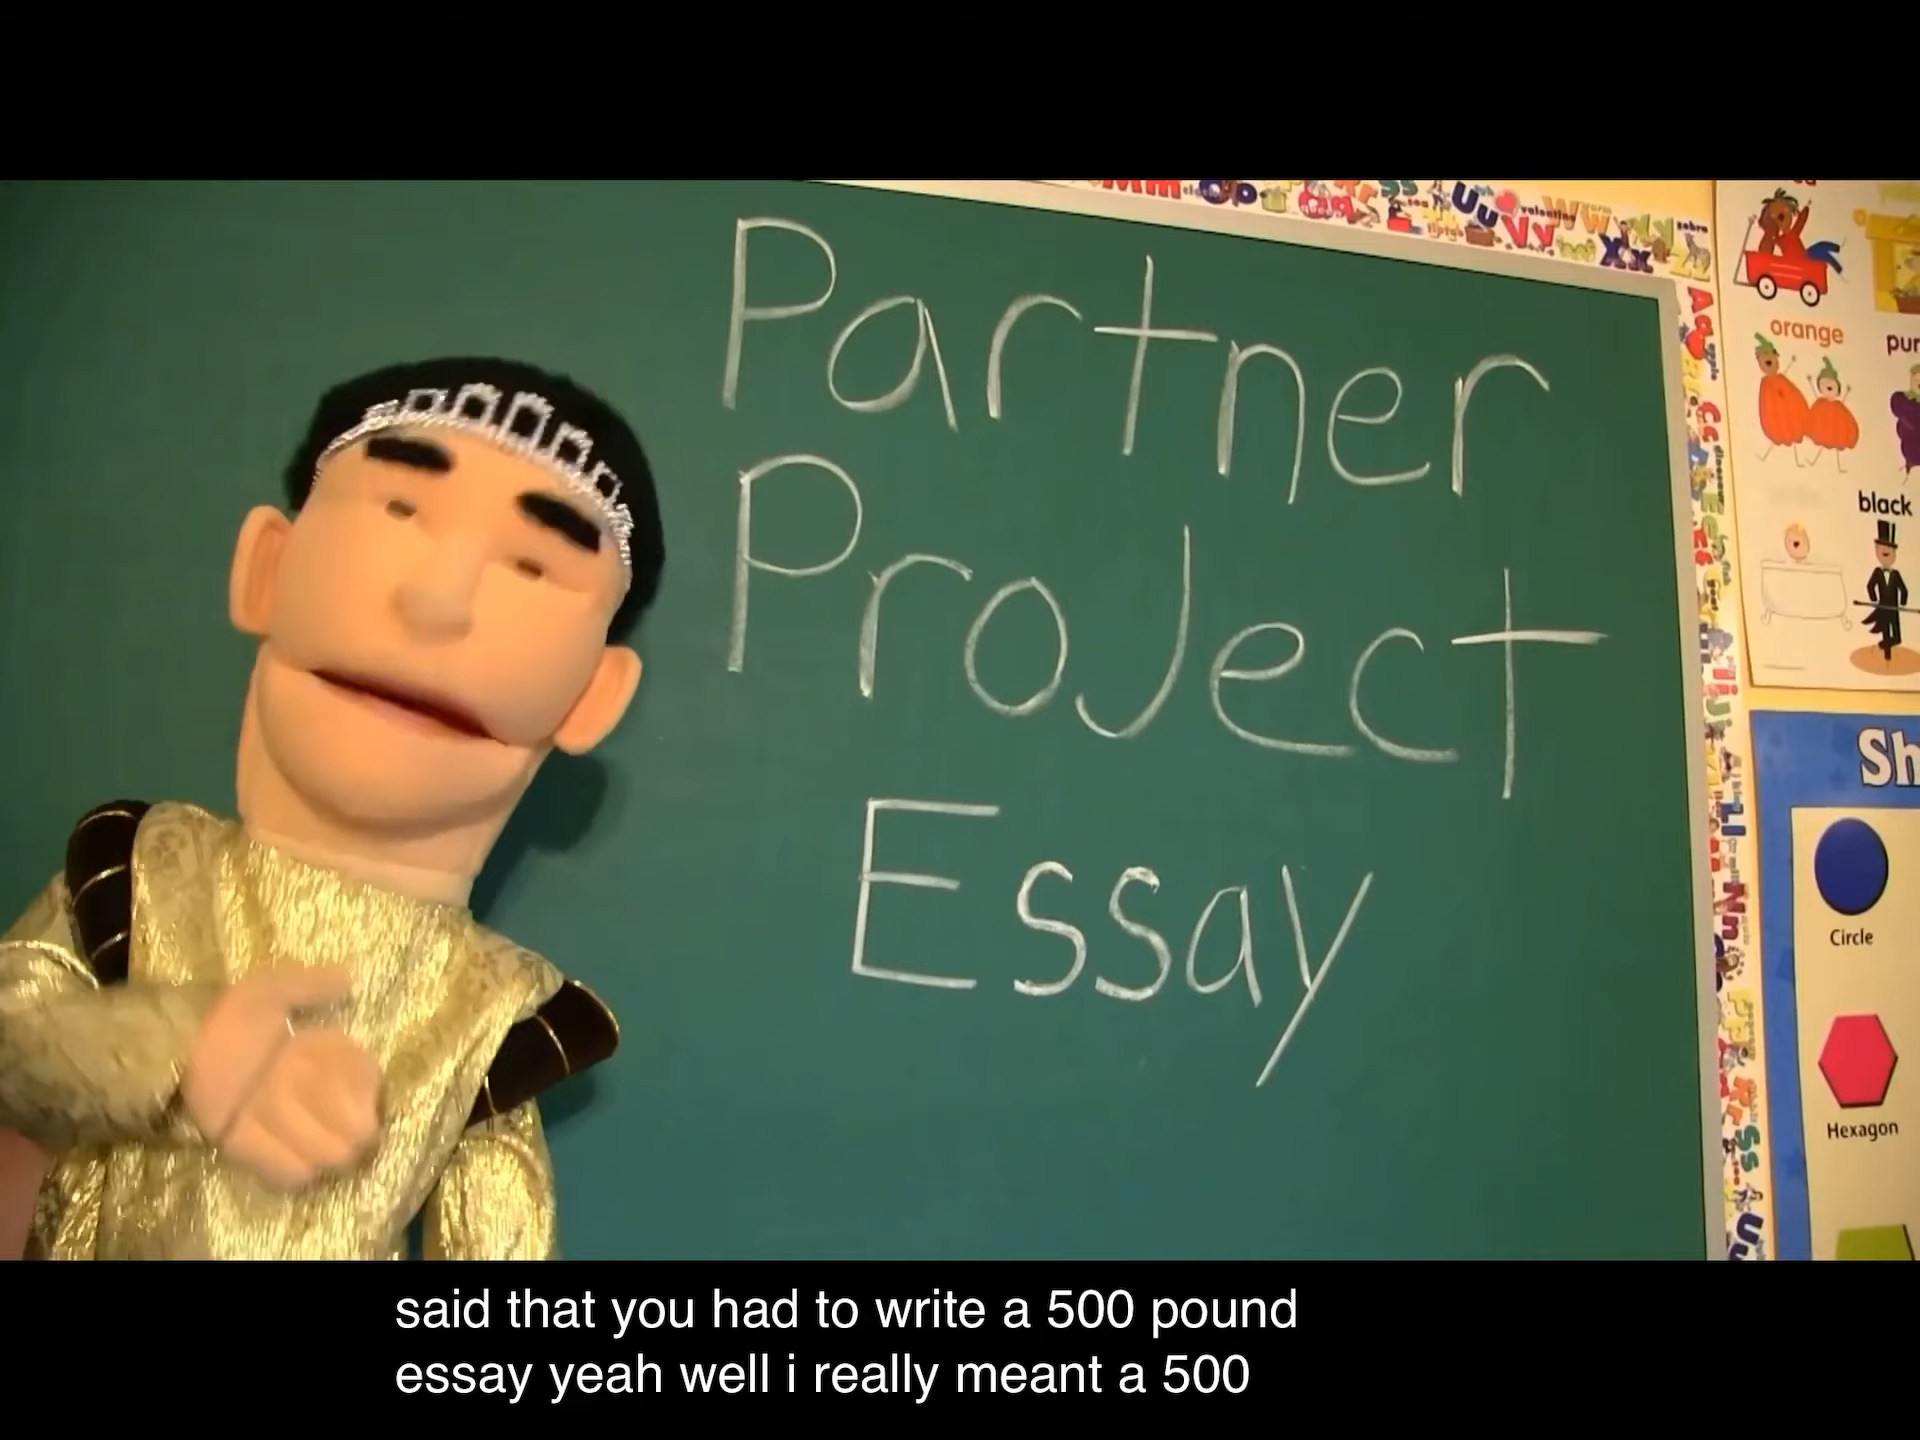 Partner
Project
Essay
orange
black
Sh
Circle
Hexagon
said that you had to write a 500 pound
essay yeah well i really meant a 500